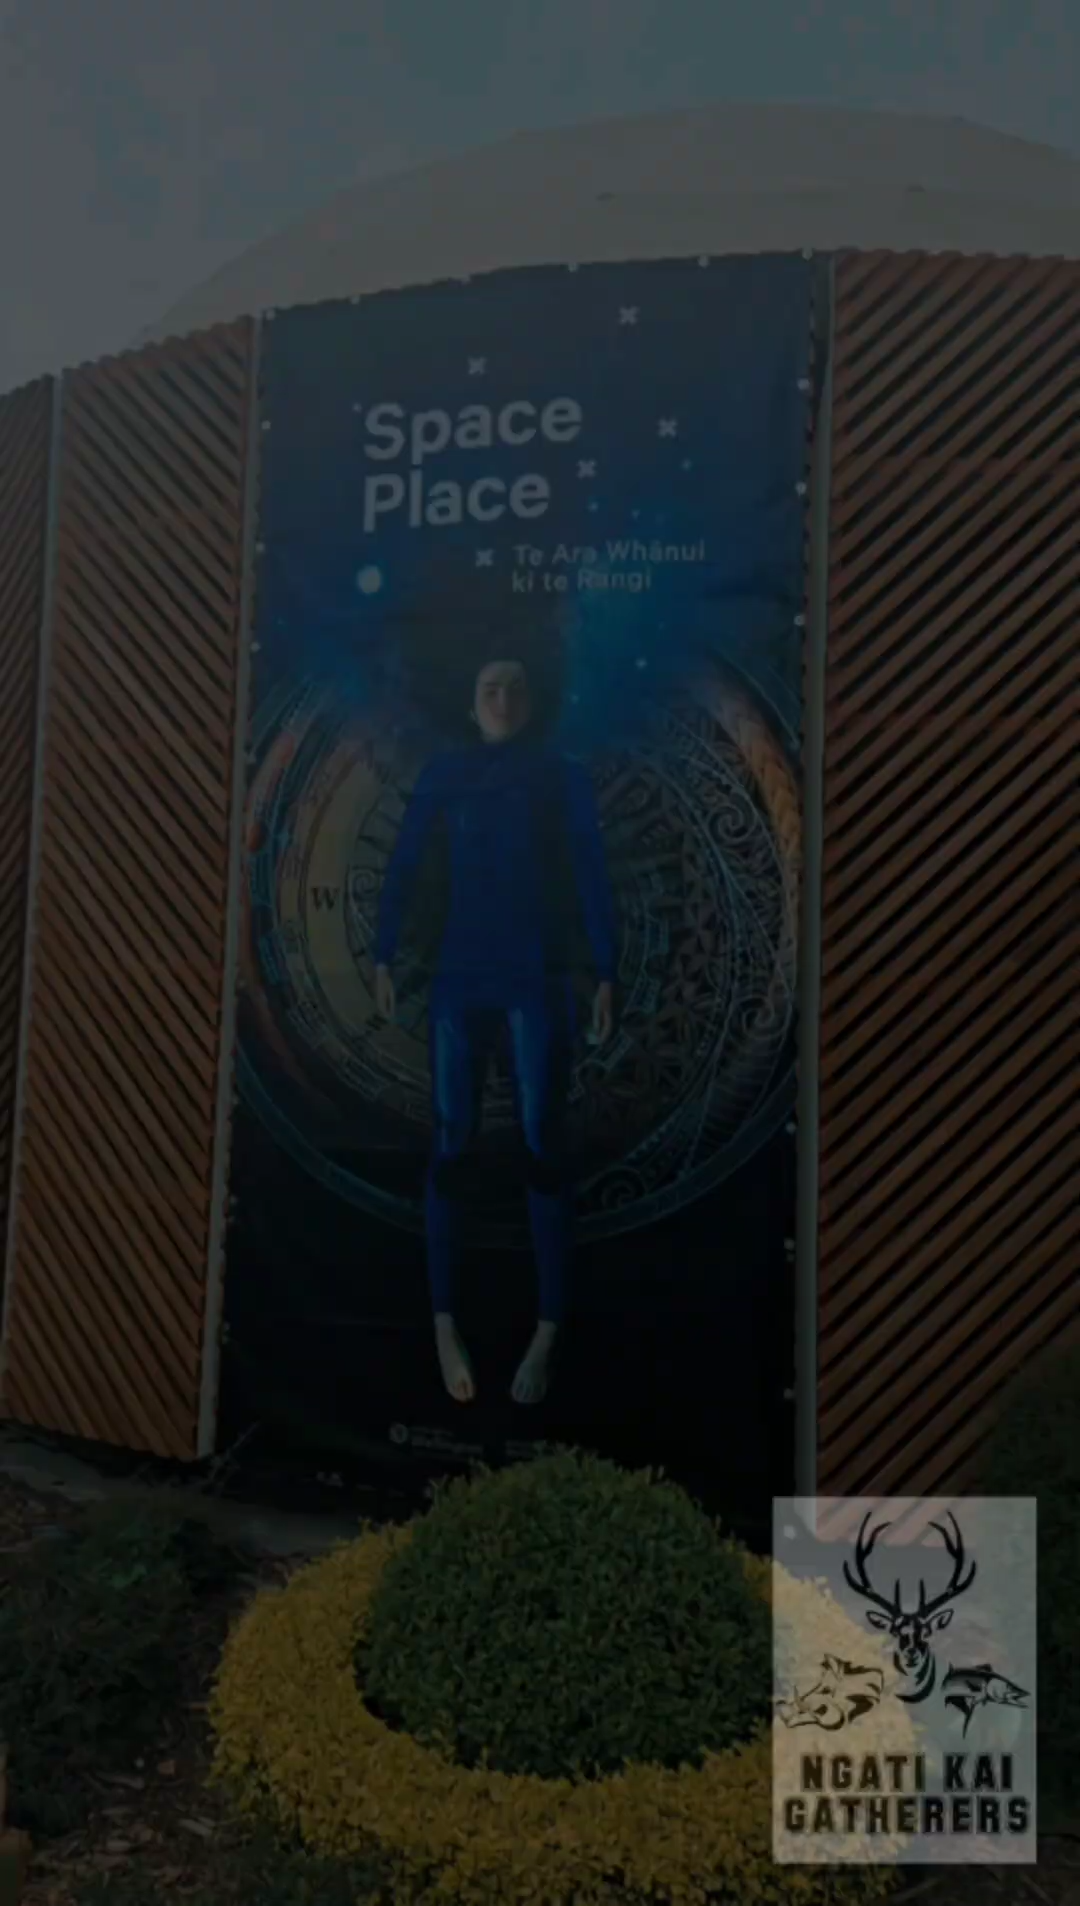 Space
Place
Te Ara Whānui
ki te Rangi
W
NGATI KAI
GATHERERS